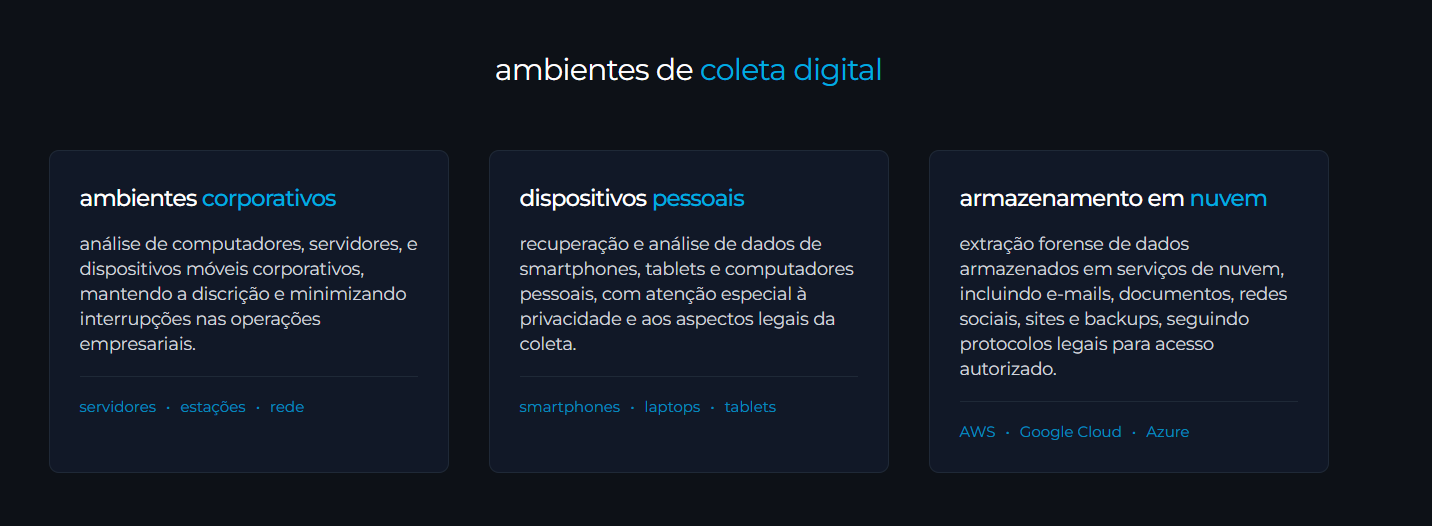 ambientes de coleta digital
ambientes corporativos
análise de computadores, servidores, e
dispositivos móveis corporativos,
mantendo a discrição e minimizando
interrupções nas operações
empresariais.
servidores · estações · rede
dispositivos pessoais
recuperação e análise de dados de
smartphones, tablets e computadores
pessoais, com atenção especial à
privacidade e aos aspectos legais da
coleta.
smartphones · laptops · tablets
armazenamento em nuvem
extração forense de dados
armazenados em serviços de nuvem,
incluindo e-mails, documentos, redes
sociais, sites e backups, seguindo
protocolos legais para acesso
autorizado.
AWS · Google Cloud · Azure